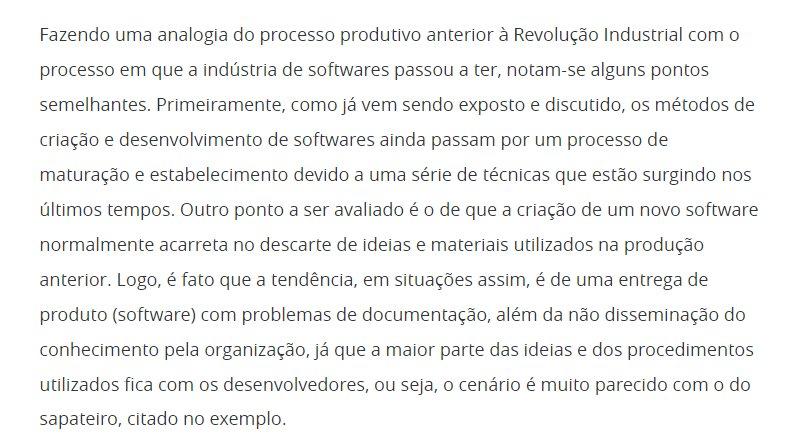 Fazendo uma analogia do processo produtivo anterior à Revolução Industrial com o
processo em que a indústria de softwares passou a ter, notam-se alguns pontos
semelhantes. Primeiramente, como já vem sendo exposto e discutido, os métodos de
criação e desenvolvimento de softwares ainda passam por um processo de
maturação e estabelecimento devido a uma série de técnicas que estão surgindo nos
últimos tempos. Outro ponto a ser avaliado é o de que a criação de um novo software
normalmente acarreta no descarte de ideias e materiais utilizados na produção
anterior. Logo, é fato que a tendência, em situações assim, é de uma entrega de
produto (software) com problemas de documentação, além da não disseminação do
conhecimento pela organização, já que a maior parte das ideias e dos procedimentos
utilizados fica com os desenvolvedores, ou seja, o cenário é muito parecido com o do
sapateiro, citado no exemplo.